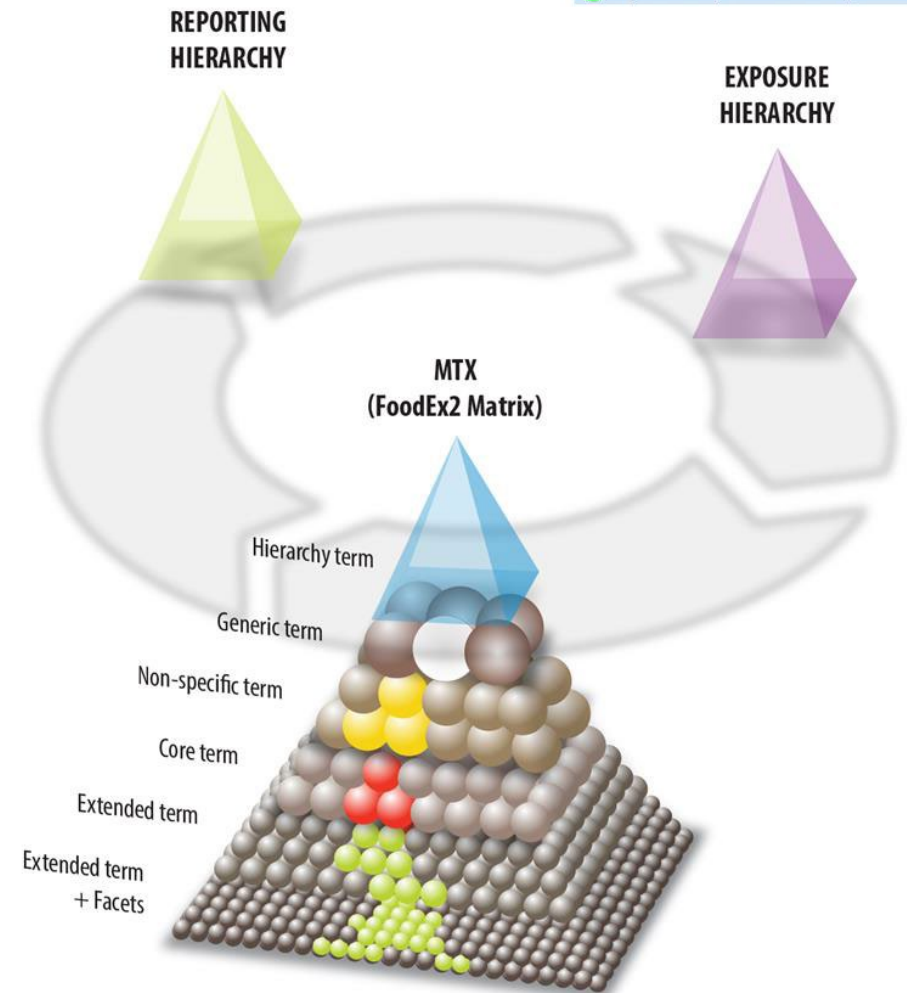 REPORTING
HIERARCHY
EXPOSURE
HIERARCHY
MTX
(FoodEx2 Matrix)
Hierarchy term
Generic term
Non-specific term
Core term
Extended term
Extended term
+ Facets